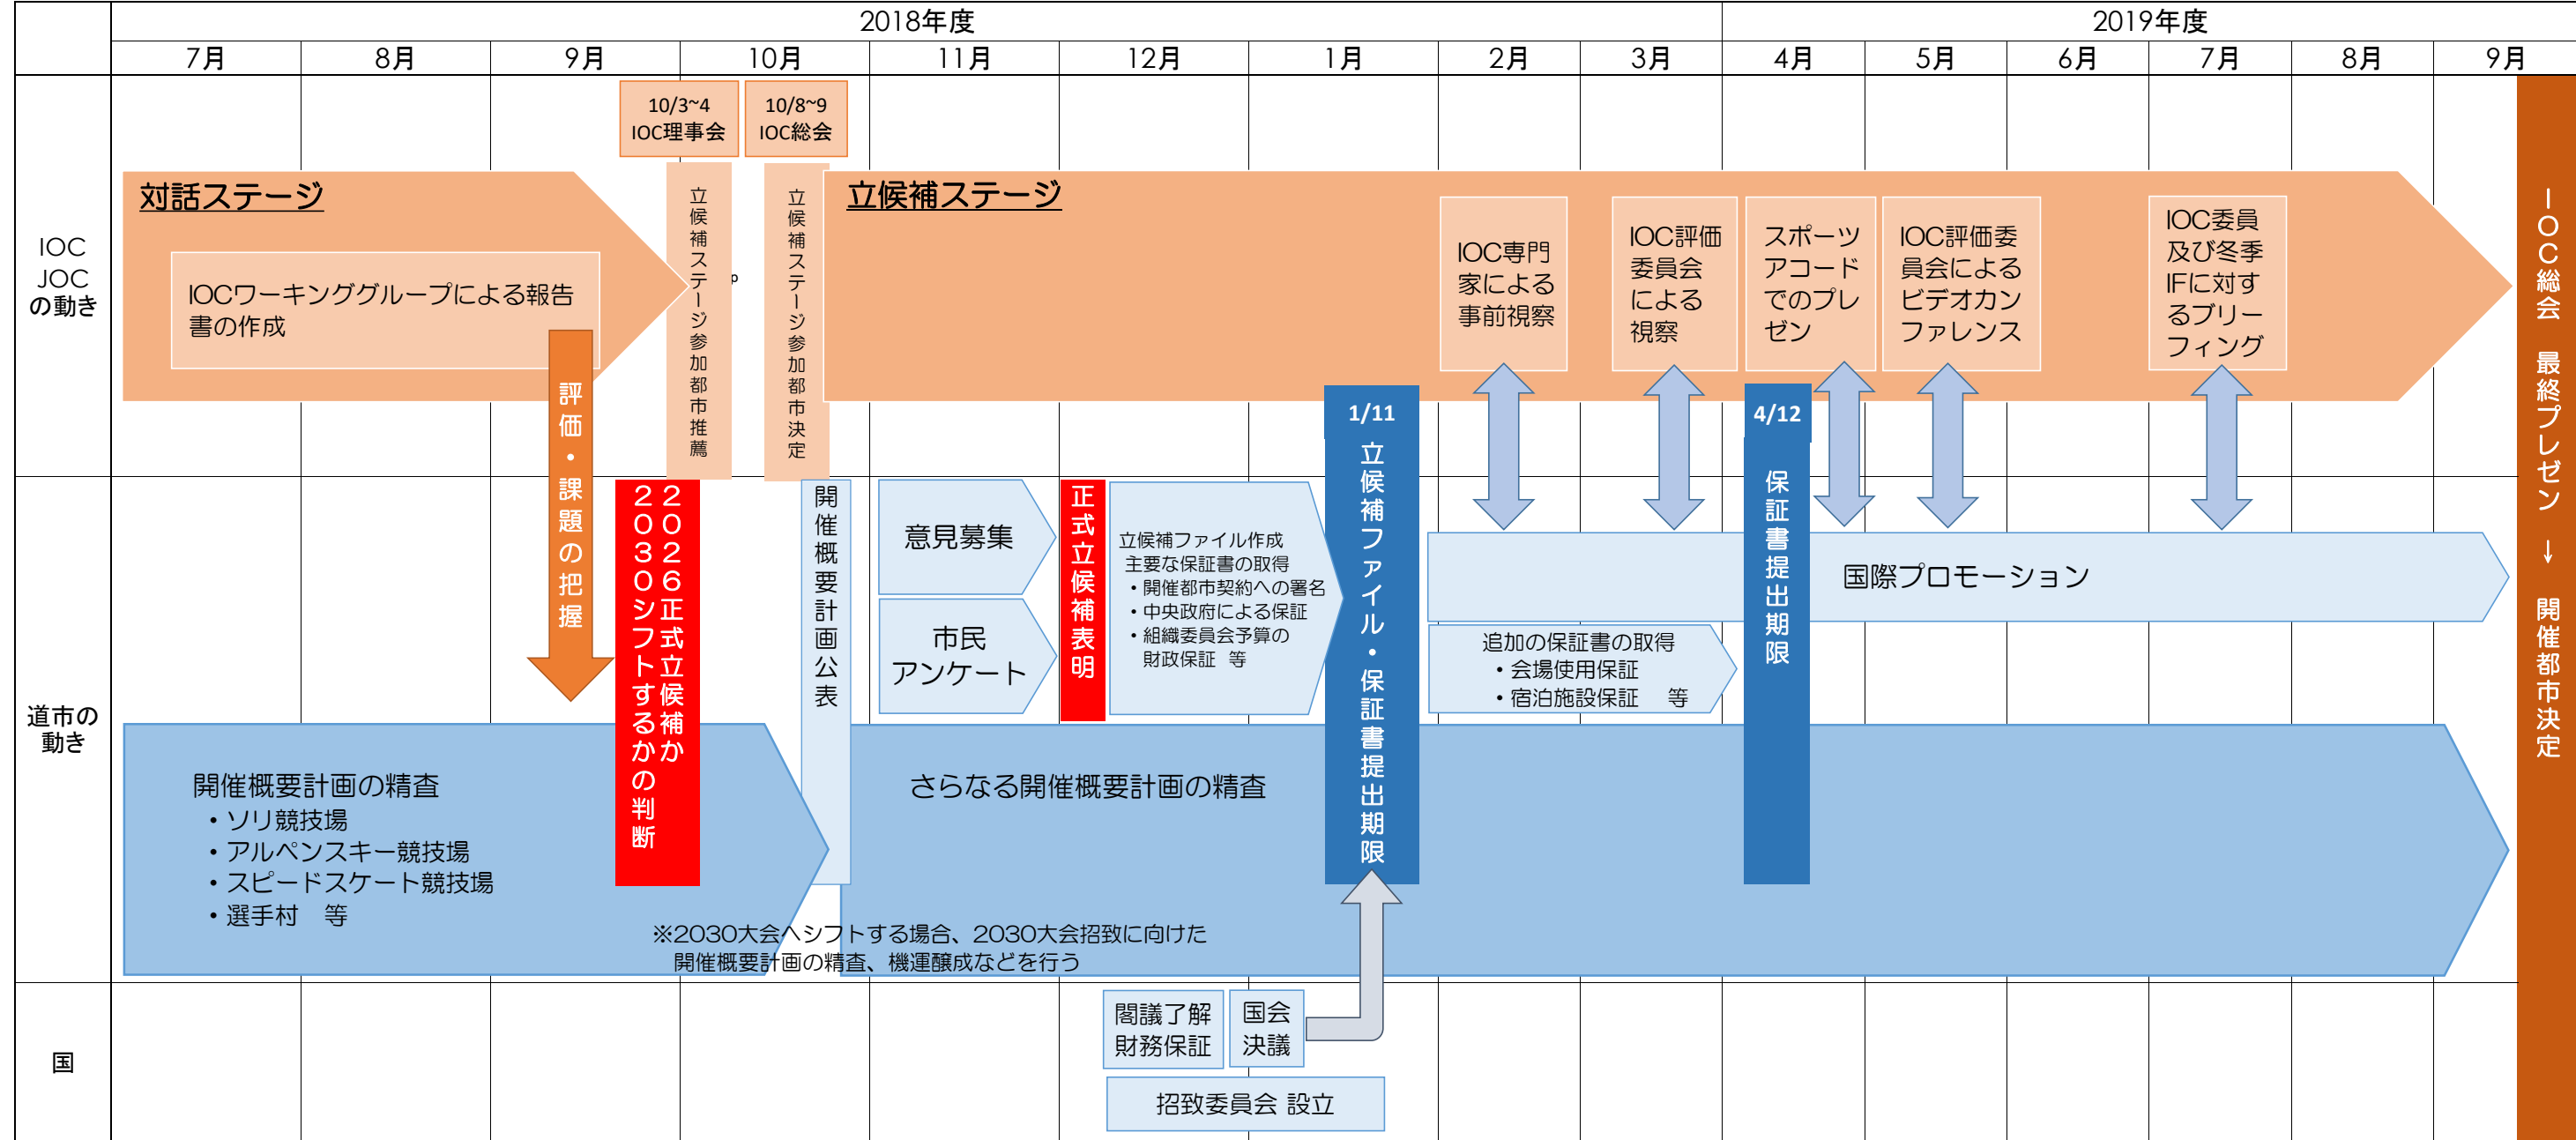 2018年度
2019年度
7月
8月
9月
10月
11月
12月
1月
2月
3月
4月
5月
6月
7月
8月
9月
IOC
JOC
の動き
10/3~4
IOC理事会
10/8~9
IOC総会
対話ステージ
IOCワーキンググループによる報告
書の作成
評価・課題の把握
立候補ステージ参加都市推薦
立候補ステージ参加都市決定
立候補ステージ
IOC専門
家による
事前視察
IOC評価
委員会
による
視察
スポーツ
アコード
でのプレ
ゼン
IOC評価委
員会による
ビデオカン
ファレンス
IOC委員
及び冬季
IFに対す
るブリー
フィング
IOC総会 最終プレゼン → 開催都市決定
道市の
動き
2026正式立候補か
2030シフトするかの判断
開催概要計画公表
意見募集
市民
アンケート
正式立候補表明
立候補ファイル作成
主要な保証書の取得
・開催都市契約への署名
・中央政府による保証
・組織委員会予算の
財政保証 等
1/11
立候補ファイル・保証書提出期限
4/12
保証書提出期限
国際プロモーション
追加の保証書の取得
・会場使用保証
・宿泊施設保証 等
開催概要計画の精査
・ソリ競技場
・アルペンスキー競技場
・スピードスケート競技場
・選手村 等
さらなる開催概要計画の精査
※2030大会へシフトする場合、2030大会招致に向けた
開催概要計画の精査、機運醸成などを行う
国
閣議了解
財務保証
国会
決議
招致委員会 設立